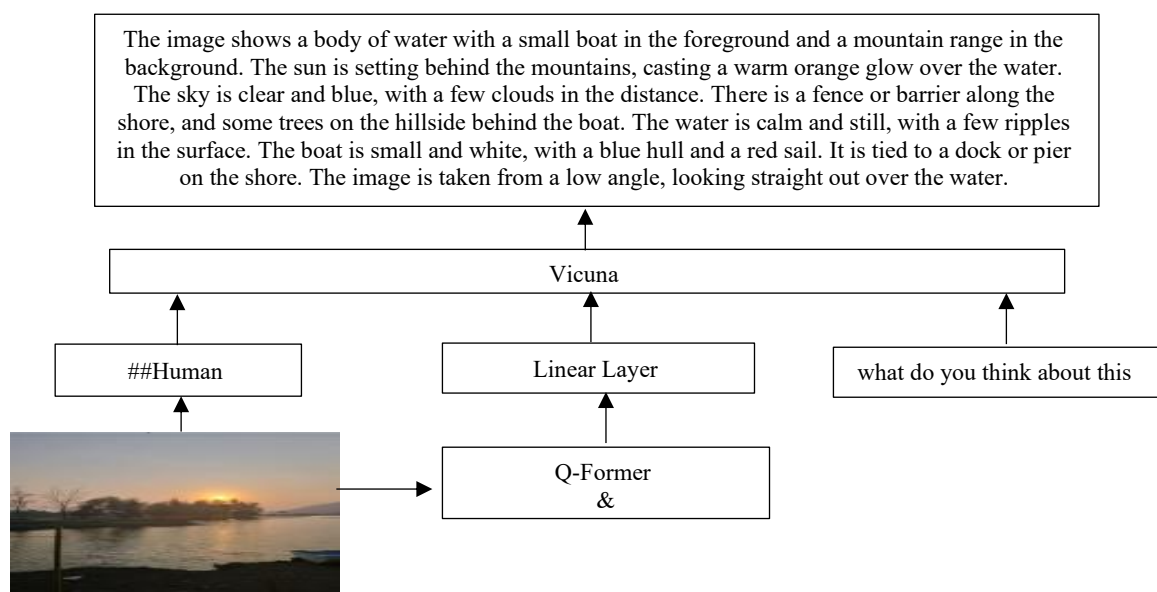 The image shows a body of water with a small boat in the foreground and a mountain range in the
background. The sun is setting behind the mountains, casting a warm orange glow over the water.
The sky is clear and blue, with a few clouds in the distance. There is a fence or barrier along the
shore, and some trees on the hillside behind the boat. The water is calm and still, with a few ripples
in the surface. The boat is small and white, with a blue hull and a red sail. It is tied to a dock or pier
on the shore. The image is taken from a low angle, looking straight out over the water.
Vicuna
##Human
Linear Layer
what do you think about this
Q-Former
&